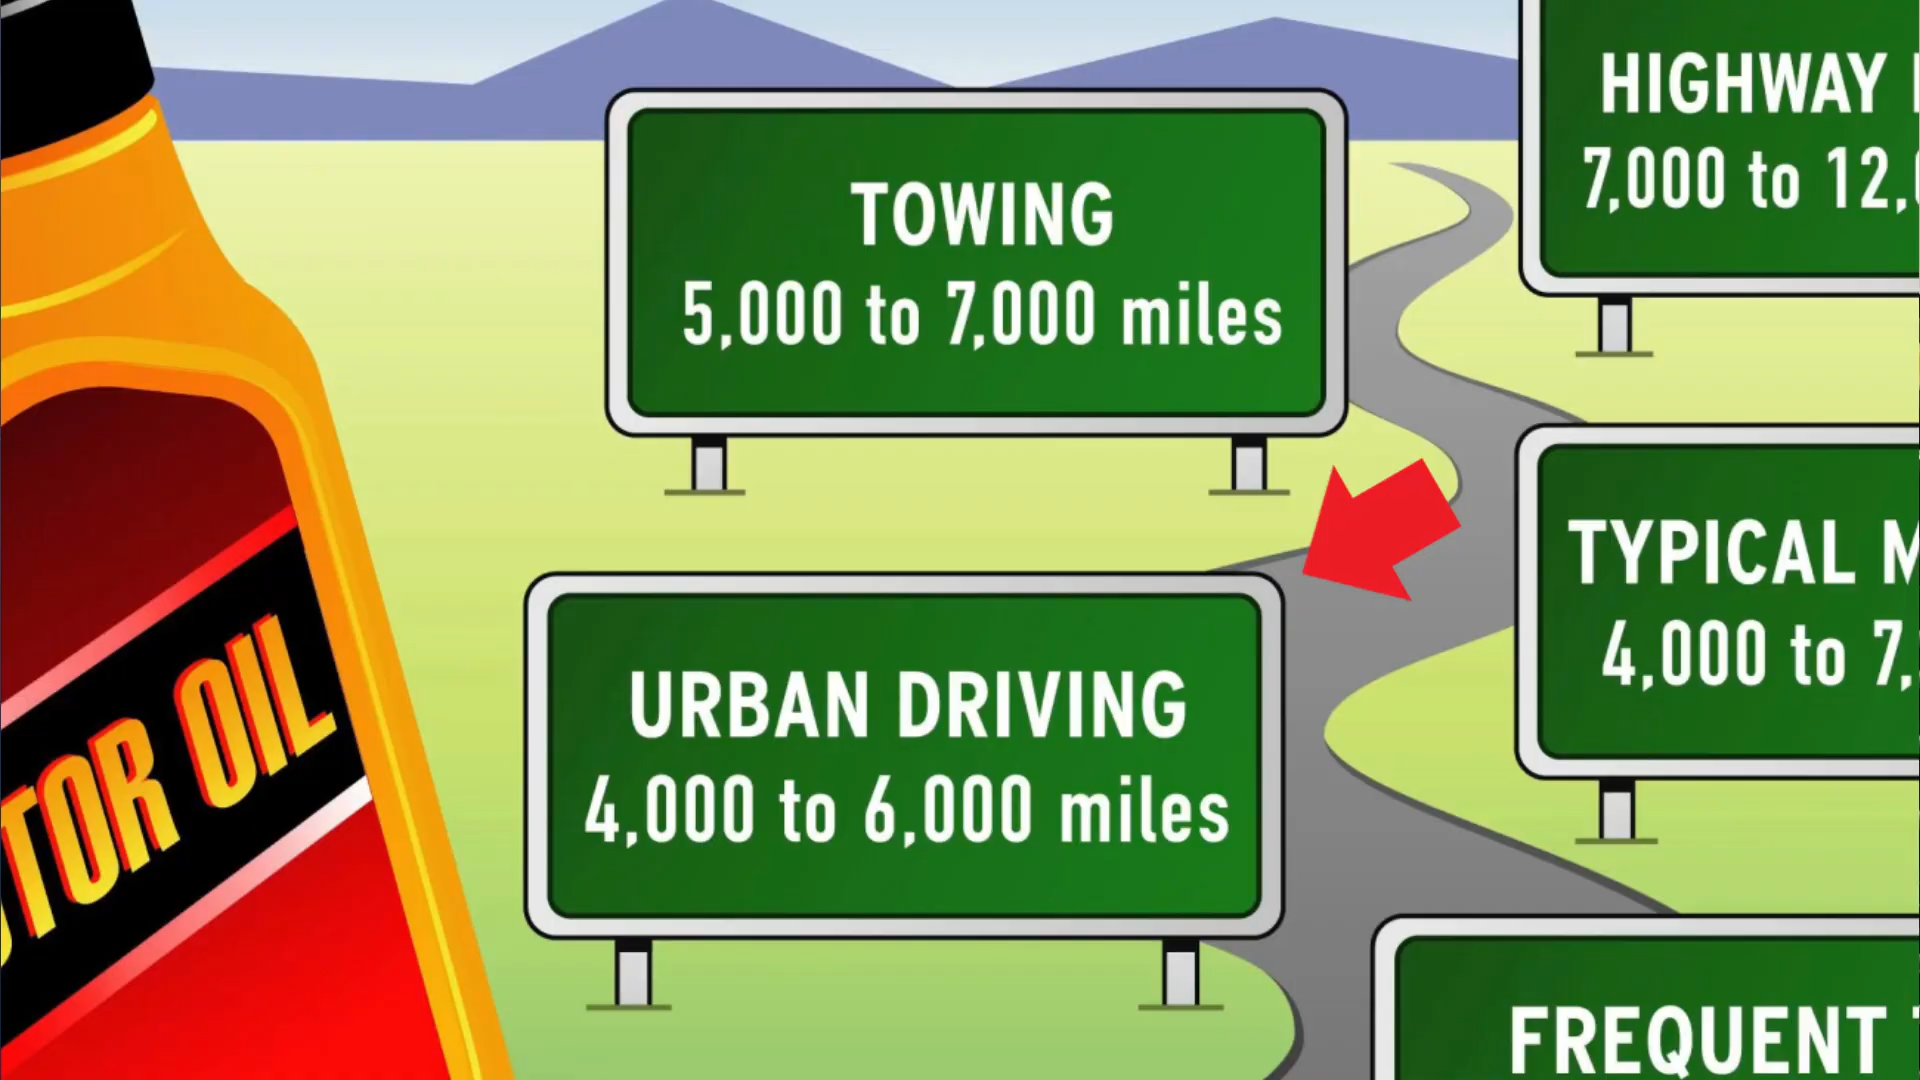 TOWING
5,000 to 7,000 miles
HIGHWAY
7,000 to
URBAN DRIVING
4,000 to 6,000 miles
TYPICAL
4,000 to
FREQUENT
OIL